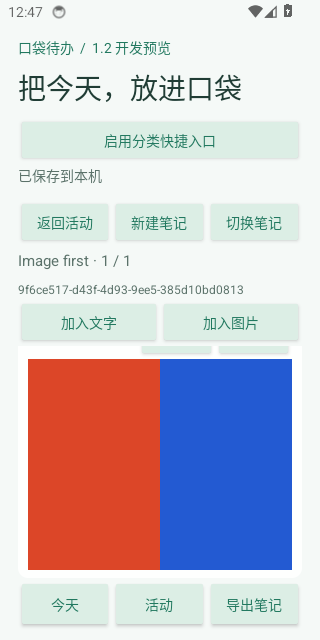 12:47
口袋待办 / 1.2 开发预览
把今天，放进口袋
启用分类快捷入口
已保存到本机
返回活动 新建笔记 切换笔记
Image first · 1 / 1
9f6ce517-d43f-4d93-9ee5-385d10bd0813
加入文字 加入图片
今天 活动 导出笔记